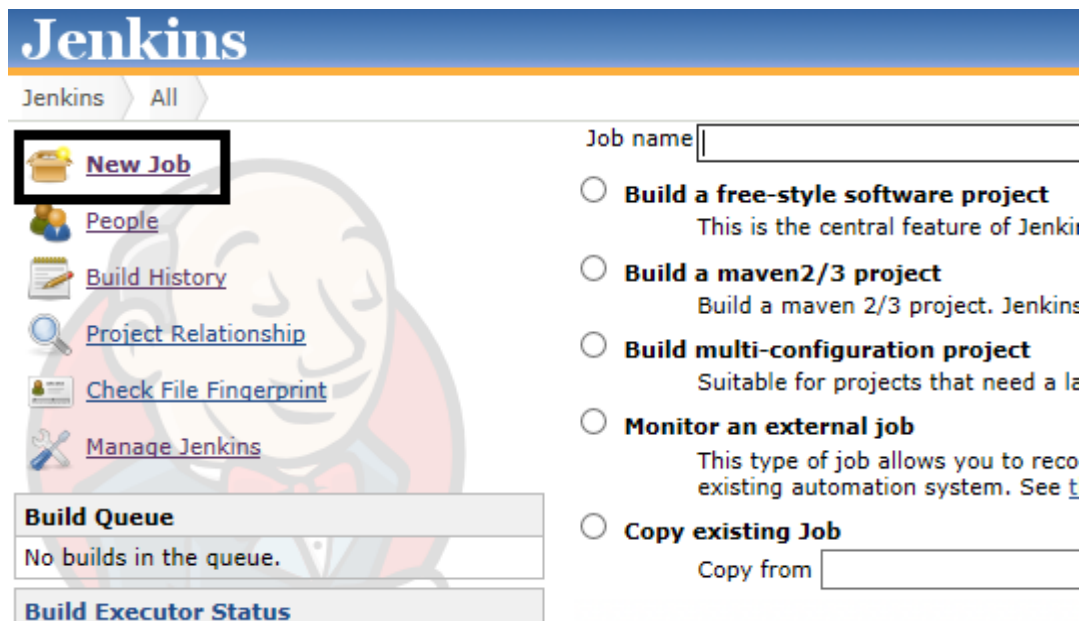 Jenkins
Jenkins All
New Job
People
Build History
Project Relationship
Check File Fingerprint
Manage Jenkins
Build Queue
No builds in the queue.
Build Executor Status
Job name
Build a free-style software project
This is the central feature of
Build a maven2/3 project
Build a maven 2/3 project. Jenkins
Build multi-configuration project
Suitable for projects that need a
Monitor an external job
This type of job allows you to
existing automation system. See
Copy existing Job
Copy from